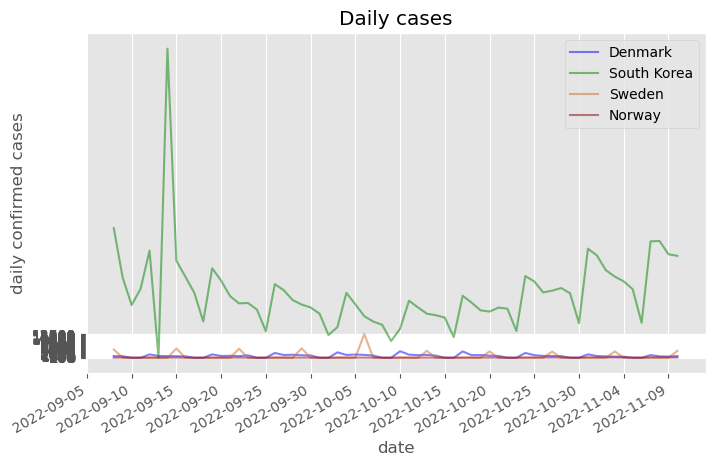 Daily cases
Denmark
South Korea
Sweden
Norway
daily confirmed cases
2022-09-05
2022-09-10
2022-09-15
2022-09-20
2022-09-25
2022-09-30
2022-10-05
2022-10-10
2022-10-15
2022-10-20
2022-10-25
2022-10-30
2022-11-04
2022-11-09
date